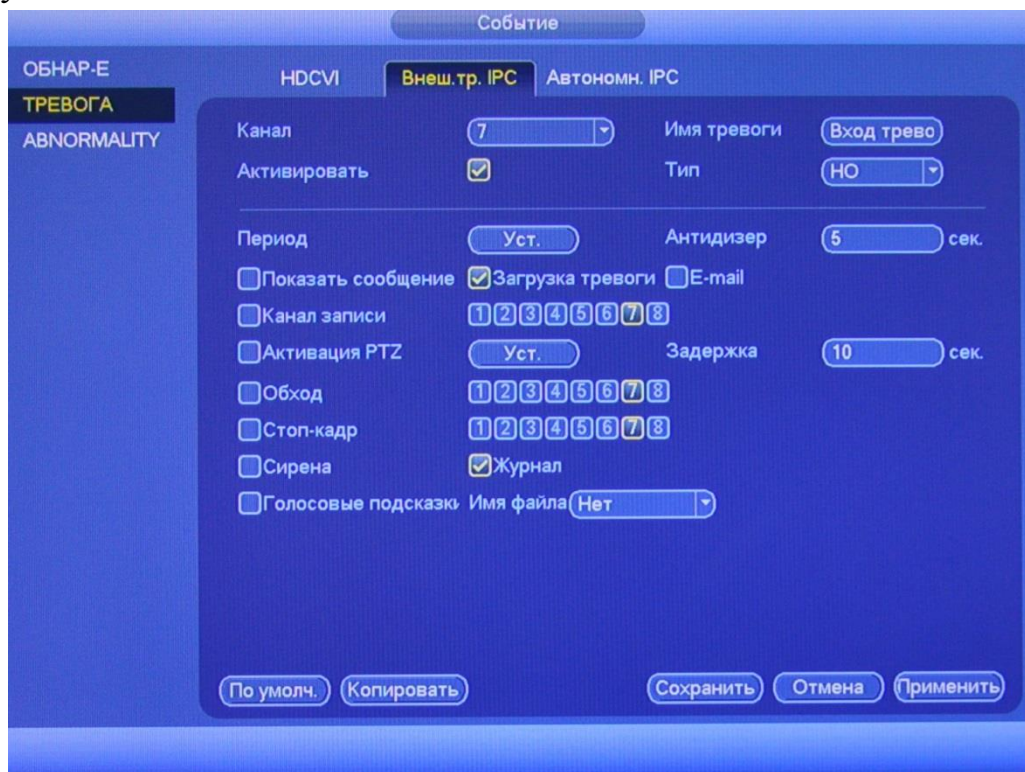 Событие
ОБНАР-Е
ТРЕВОГА
ABNORMALITY
HDCVI Внеш.тр. IPC Автономн. IPC
Канал 7 Имя тревоги Вход трево
Активировать Тип НО
Период Уст. Антидизер 5 сек.
Показать сообщение Загрузка тревоги E-mail
Канал записи 1 2 3 4 5 6 7 8
Активация PTZ Уст. Задержка 10 сек.
Обход 1 2 3 4 5 6 7 8
Стоп-кадр 1 2 3 4 5 6 7 8
Сирена Журнал
Голосовые подсказки Имя файла Нет
По умолч. Копировать Сохранить Отмена Применить